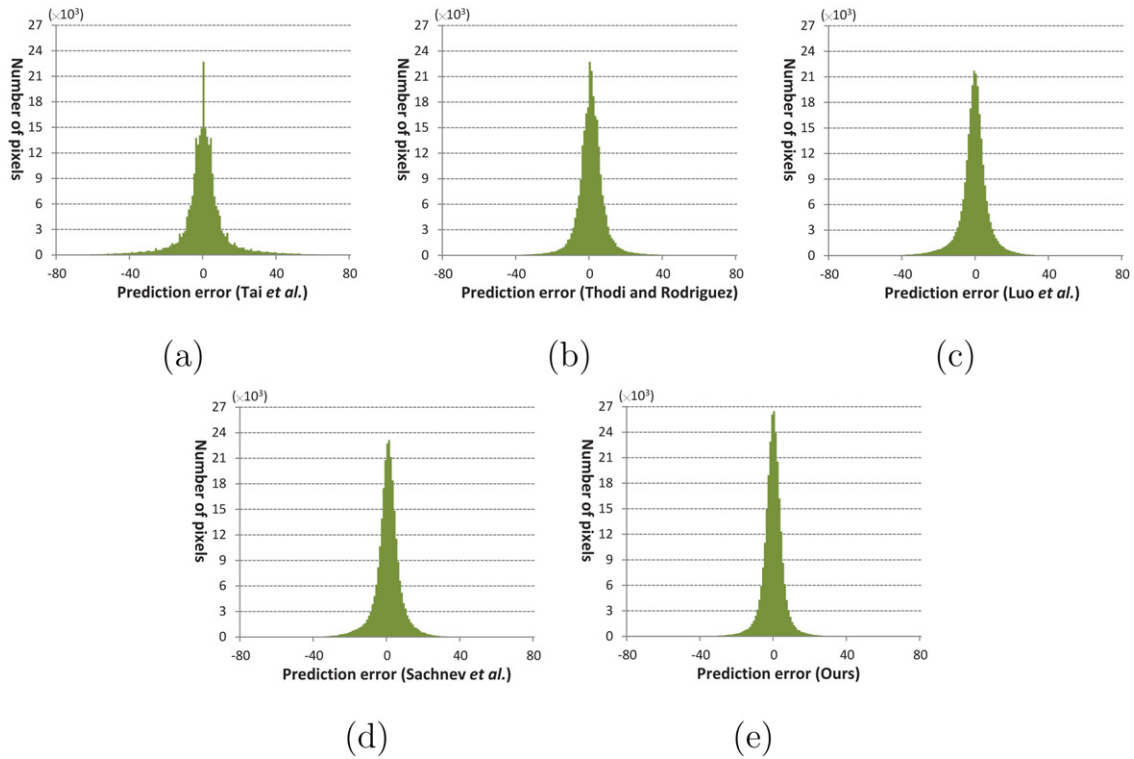 (×10³)
27
24
21
18
15
12
9
6
3
0
Number of pixels
-80 -40 0 40 80
Prediction error (Tai et al.)
(a)
(×10³)
27
24
21
18
15
12
9
6
3
0
Number of pixels
-80 -40 0 40 80
Prediction error (Thodi and Rodriguez)
(b)
(×10³)
27
24
21
18
15
12
9
6
3
0
Number of pixels
-80 -40 0 40 80
Prediction error (Luo et al.)
(c)
(×10³)
27
24
21
18
15
12
9
6
3
0
Number of pixels
-80 -40 0 40 80
Prediction error (Sachnev et al.)
(d)
(×10³)
27
24
21
18
15
12
9
6
3
0
Number of pixels
-80 -40 0 40 80
Prediction error (Ours)
(e)